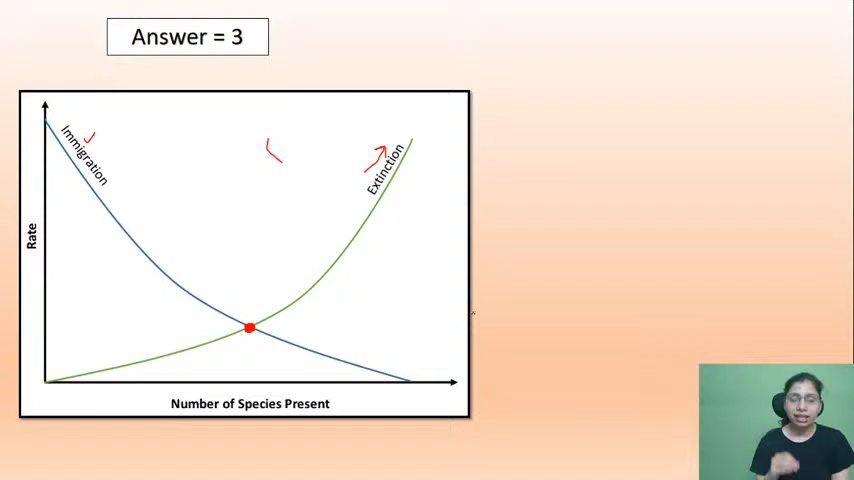 Answer = 3
Immigration
Extinction
Rate
Number of Species Present